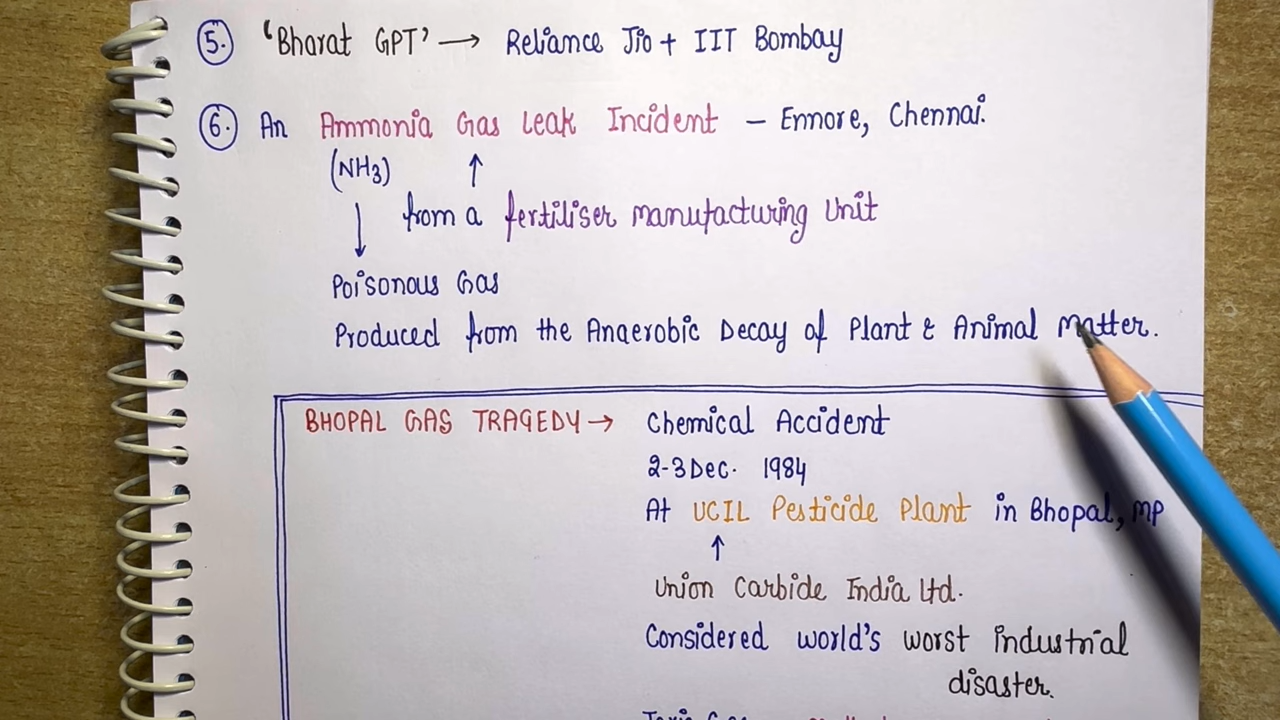 5. 'Bharat GPT' → Reliance Jio + IIT Bombay
6. An Ammonia Gas Leak Incident – Ennore, Chennai.
(NH3) ↑
↓ from a fertiliser manufacturing Unit
Poisonous Gas
Produced from the Anaerobic Decay of Plant & Animal Matter.
BHOPAL GAS TRAGEDY → Chemical Accident
2-3 Dec. 1984
At UCIL Pesticide Plant in Bhopal, MP
↑
Union Carbide India Ltd.
Considered world's worst industrial
disaster.